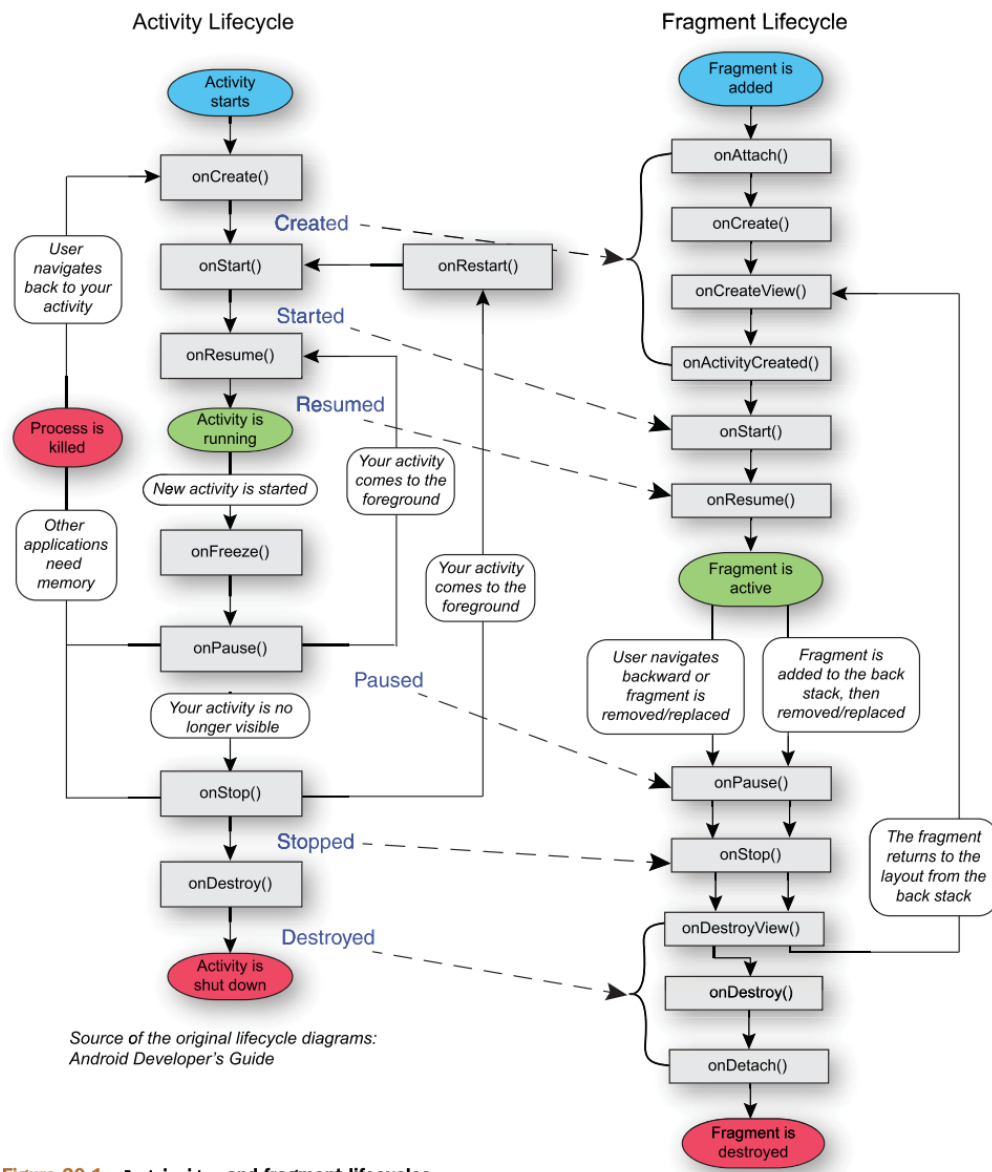 Activity Lifecycle
Fragment Lifecycle
Activity
starts
onCreate()
User
navigates
back to your
activity
onStart()
onRestart()
onResume()
Process is
killed
Activity is
running
New activity is started
Your activity
comes to the
foreground
Other
applications
need
memory
onFreeze()
Your activity
comes to the
foreground
onPause()
Your activity is no
longer visible
onStop()
onDestroy()
Activity is
shut down
Source of the original lifecycle diagrams:
Android Developer's Guide
Created
Started
Resumed
Paused
Stopped
Destroyed
Fragment is
added
onAttach()
onCreate()
onCreateView()
onActivityCreated()
onStart()
onResume()
Fragment is
active
User navigates
backward or
fragment is
removed/replaced
Fragment is
added to the back
stack, then
removed/replaced
onPause()
onStop()
The fragment
returns to the
layout from the
back stack
onDestroyView()
onDestroy()
onDetach()
Fragment is
destroyed
and fragment lifecycles